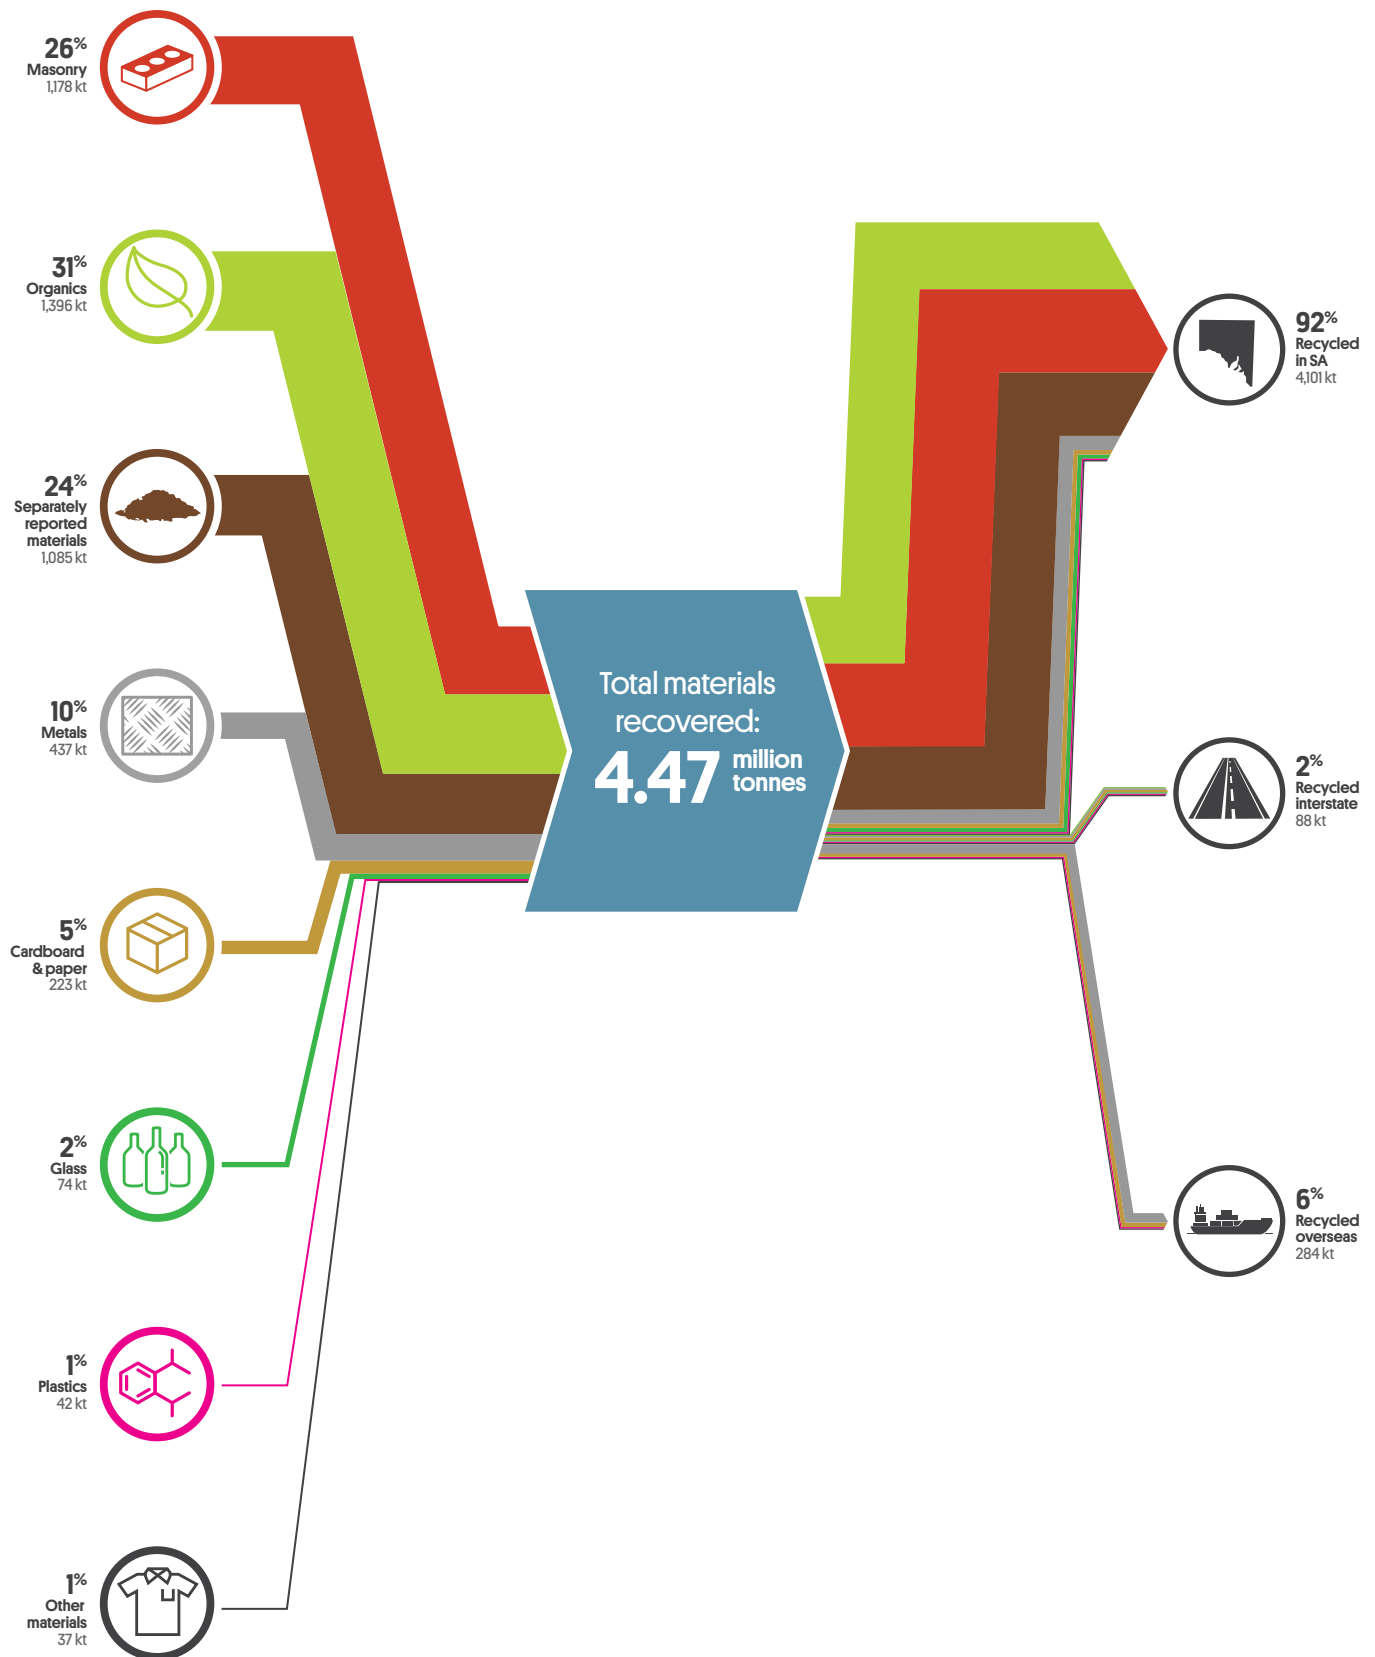 26%
Masonry
1,178 kt
31%
Organics
1,396 kt
24%
Separately
reported
materials
1,085 kt
10%
Metals
437 kt
5%
Cardboard
& paper
223 kt
2%
Glass
74 kt
1%
Plastics
42 kt
1%
Other
materials
37 kt
Total materials
recovered:
4.47 million
tonnes
92%
Recycled
in SA
4,101 kt
2%
Recycled
interstate
88 kt
6%
Recycled
overseas
284 kt